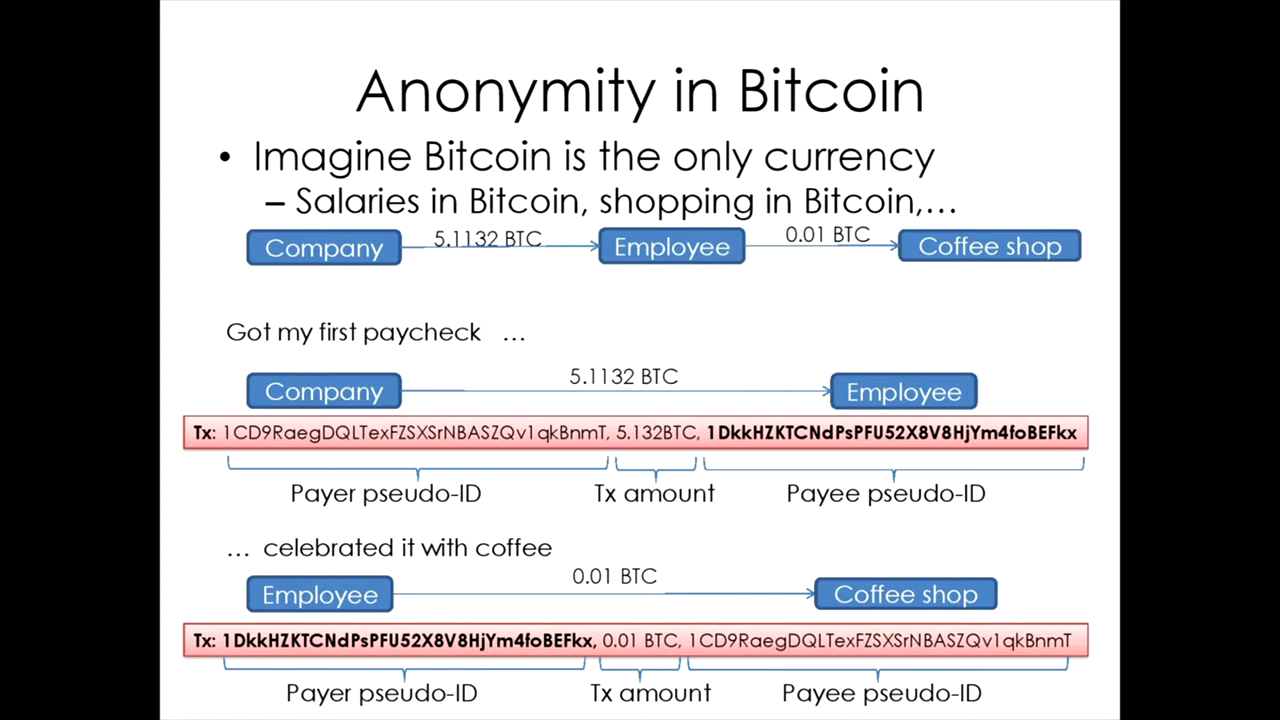 Anonymity in Bitcoin
• Imagine Bitcoin is the only currency
– Salaries in Bitcoin, shopping in Bitcoin,…
Company 5.1132 BTC Employee 0.01 BTC Coffee shop
Got my first paycheck …
5.1132 BTC
Company Employee
Tx: 1CD9RaegDQLTexFZSXSrNBASZQv1qkBnmT, 5.132BTC, 1DkkHZKTCNdPsPFU52X8V8HjYm4foBEFkx
Payer pseudo-ID Tx amount Payee pseudo-ID
… celebrated it with coffee
0.01 BTC
Employee Coffee shop
Tx: 1DkkHZKTCNdPsPFU52X8V8HjYm4foBEFkx, 0.01 BTC, 1CD9RaegDQLTexFZSXSrNBASZQv1qkBnmT
Payer pseudo-ID Tx amount Payee pseudo-ID